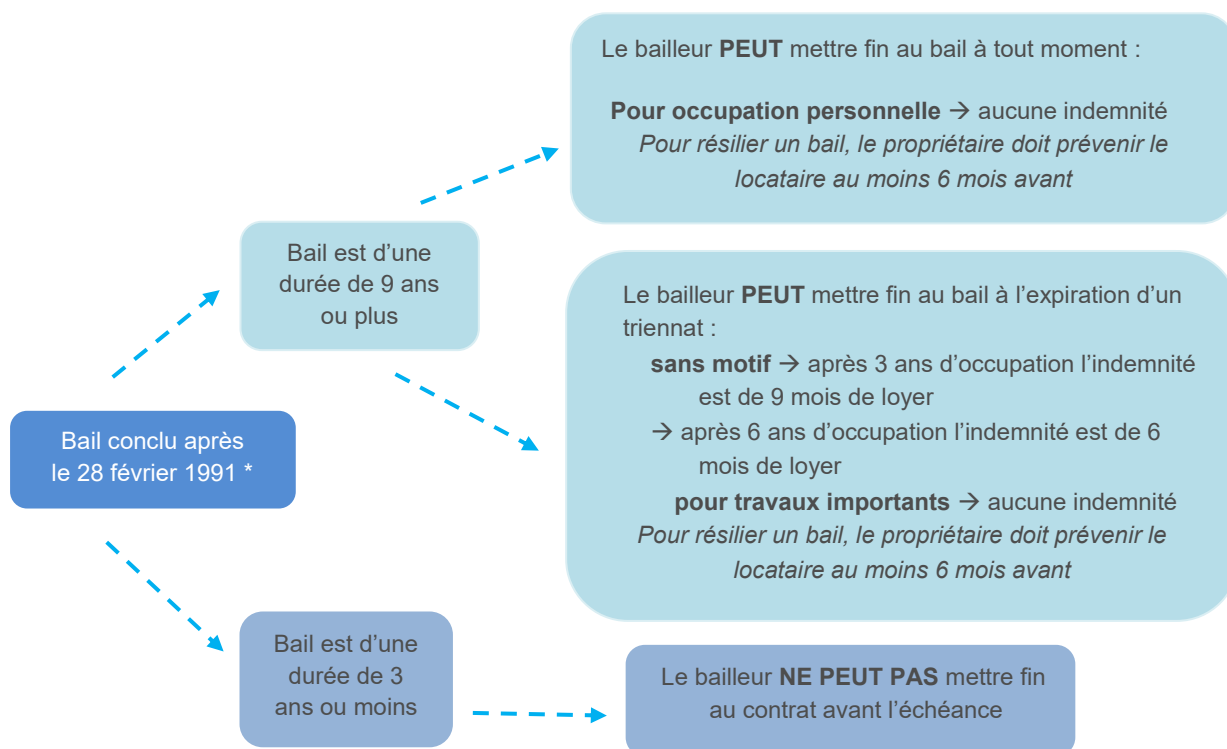 Le bailleur PEUT mettre fin au bail à tout moment :
Pour occupation personnelle → aucune indemnité
Pour résilier un bail, le propriétaire doit prévenir le
locataire au moins 6 mois avant
Bail est d’une
durée de 9 ans
ou plus
Le bailleur PEUT mettre fin au bail à l’expiration d’un
triennat :
sans motif → après 3 ans d’occupation l’indemnité
est de 9 mois de loyer
→ après 6 ans d’occupation l’indemnité est de 6
mois de loyer
pour travaux importants → aucune indemnité
Pour résilier un bail, le propriétaire doit prévenir le
locataire au moins 6 mois avant
Bail conclu après
le 28 février 1991 *
Bail est d’une
durée de 3
ans ou moins
Le bailleur NE PEUT PAS mettre fin
au contrat avant l’échéance